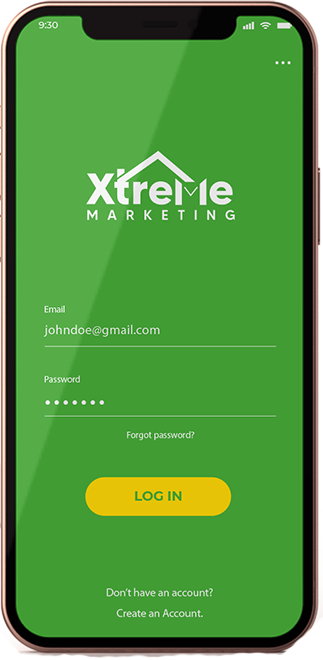 9:30
Xtreme
MARKETING
Email
johndoe@gmail.com
Password
•••••••
Forgot password?
LOG IN
Don't have an account?
Create an Account.